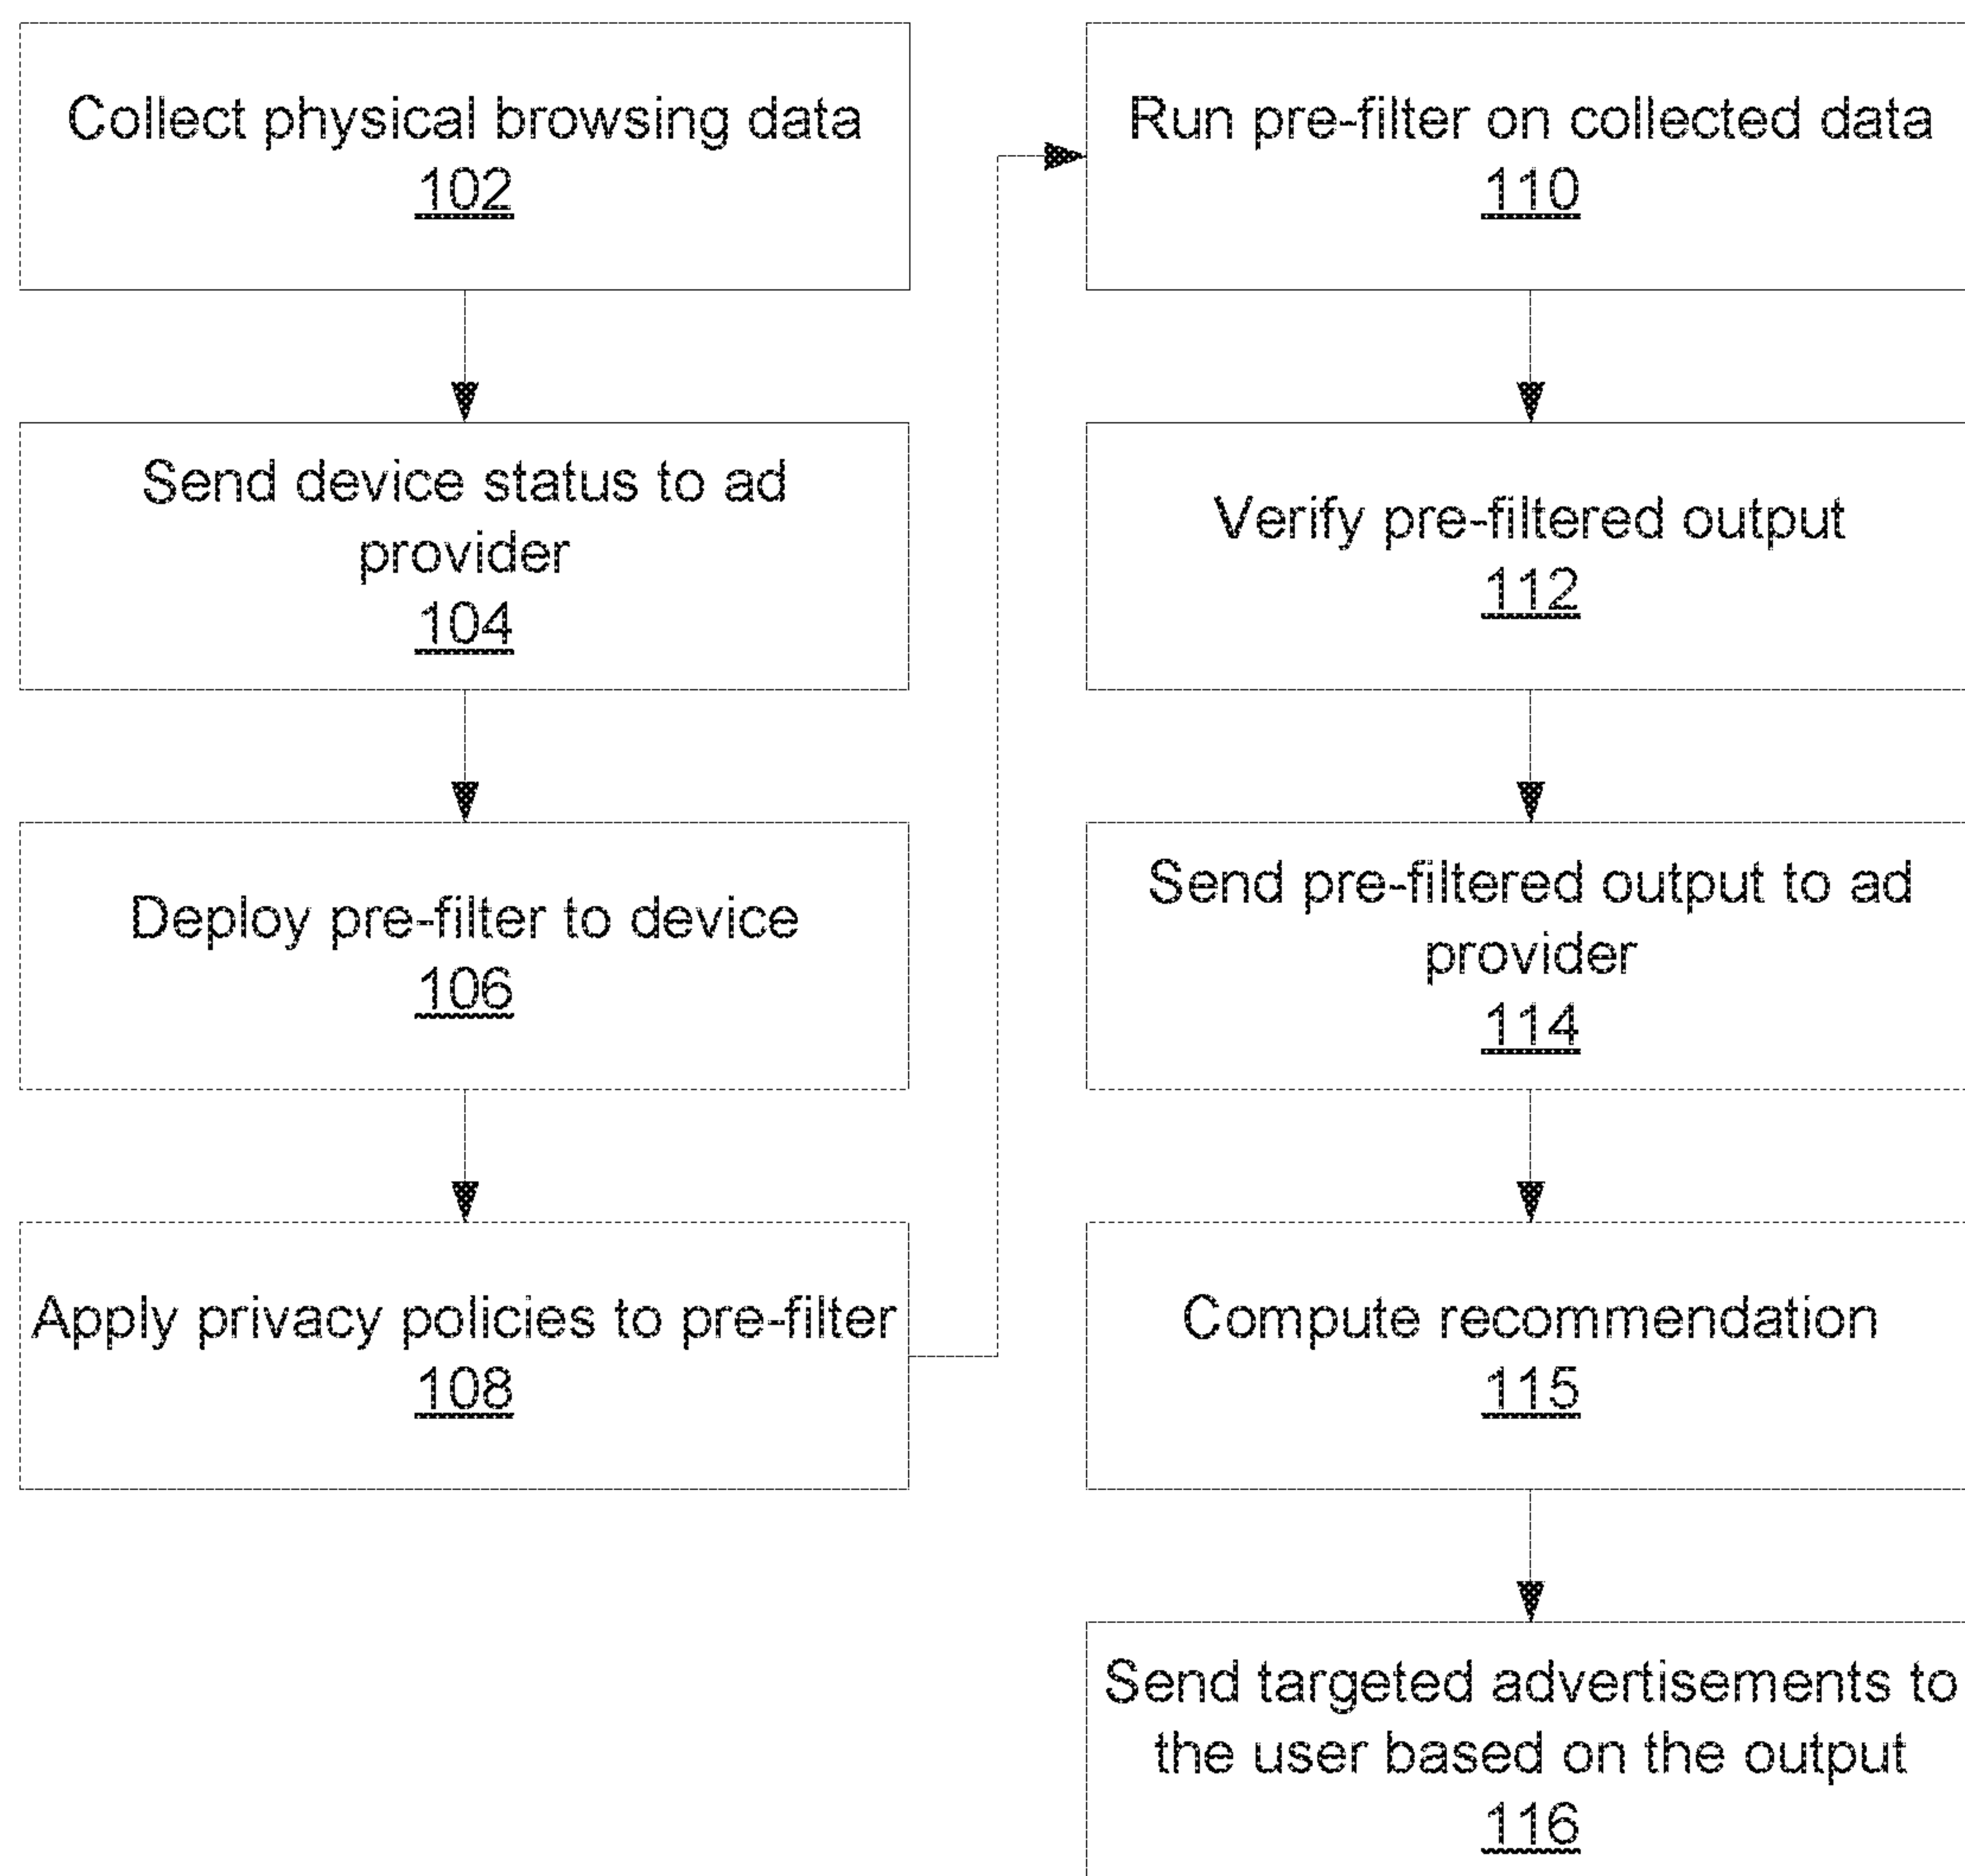 Collect physical browsing data
102
Send device status to ad
provider
104
Deploy pre-filter to device
106
Apply privacy policies to pre-filter
108
Run pre-filter on collected data
110
Verify pre-filtered output
112
Send pre-filtered output to ad
provider
114
Compute recommendation
115
Send targeted advertisements to
the user based on the output
116